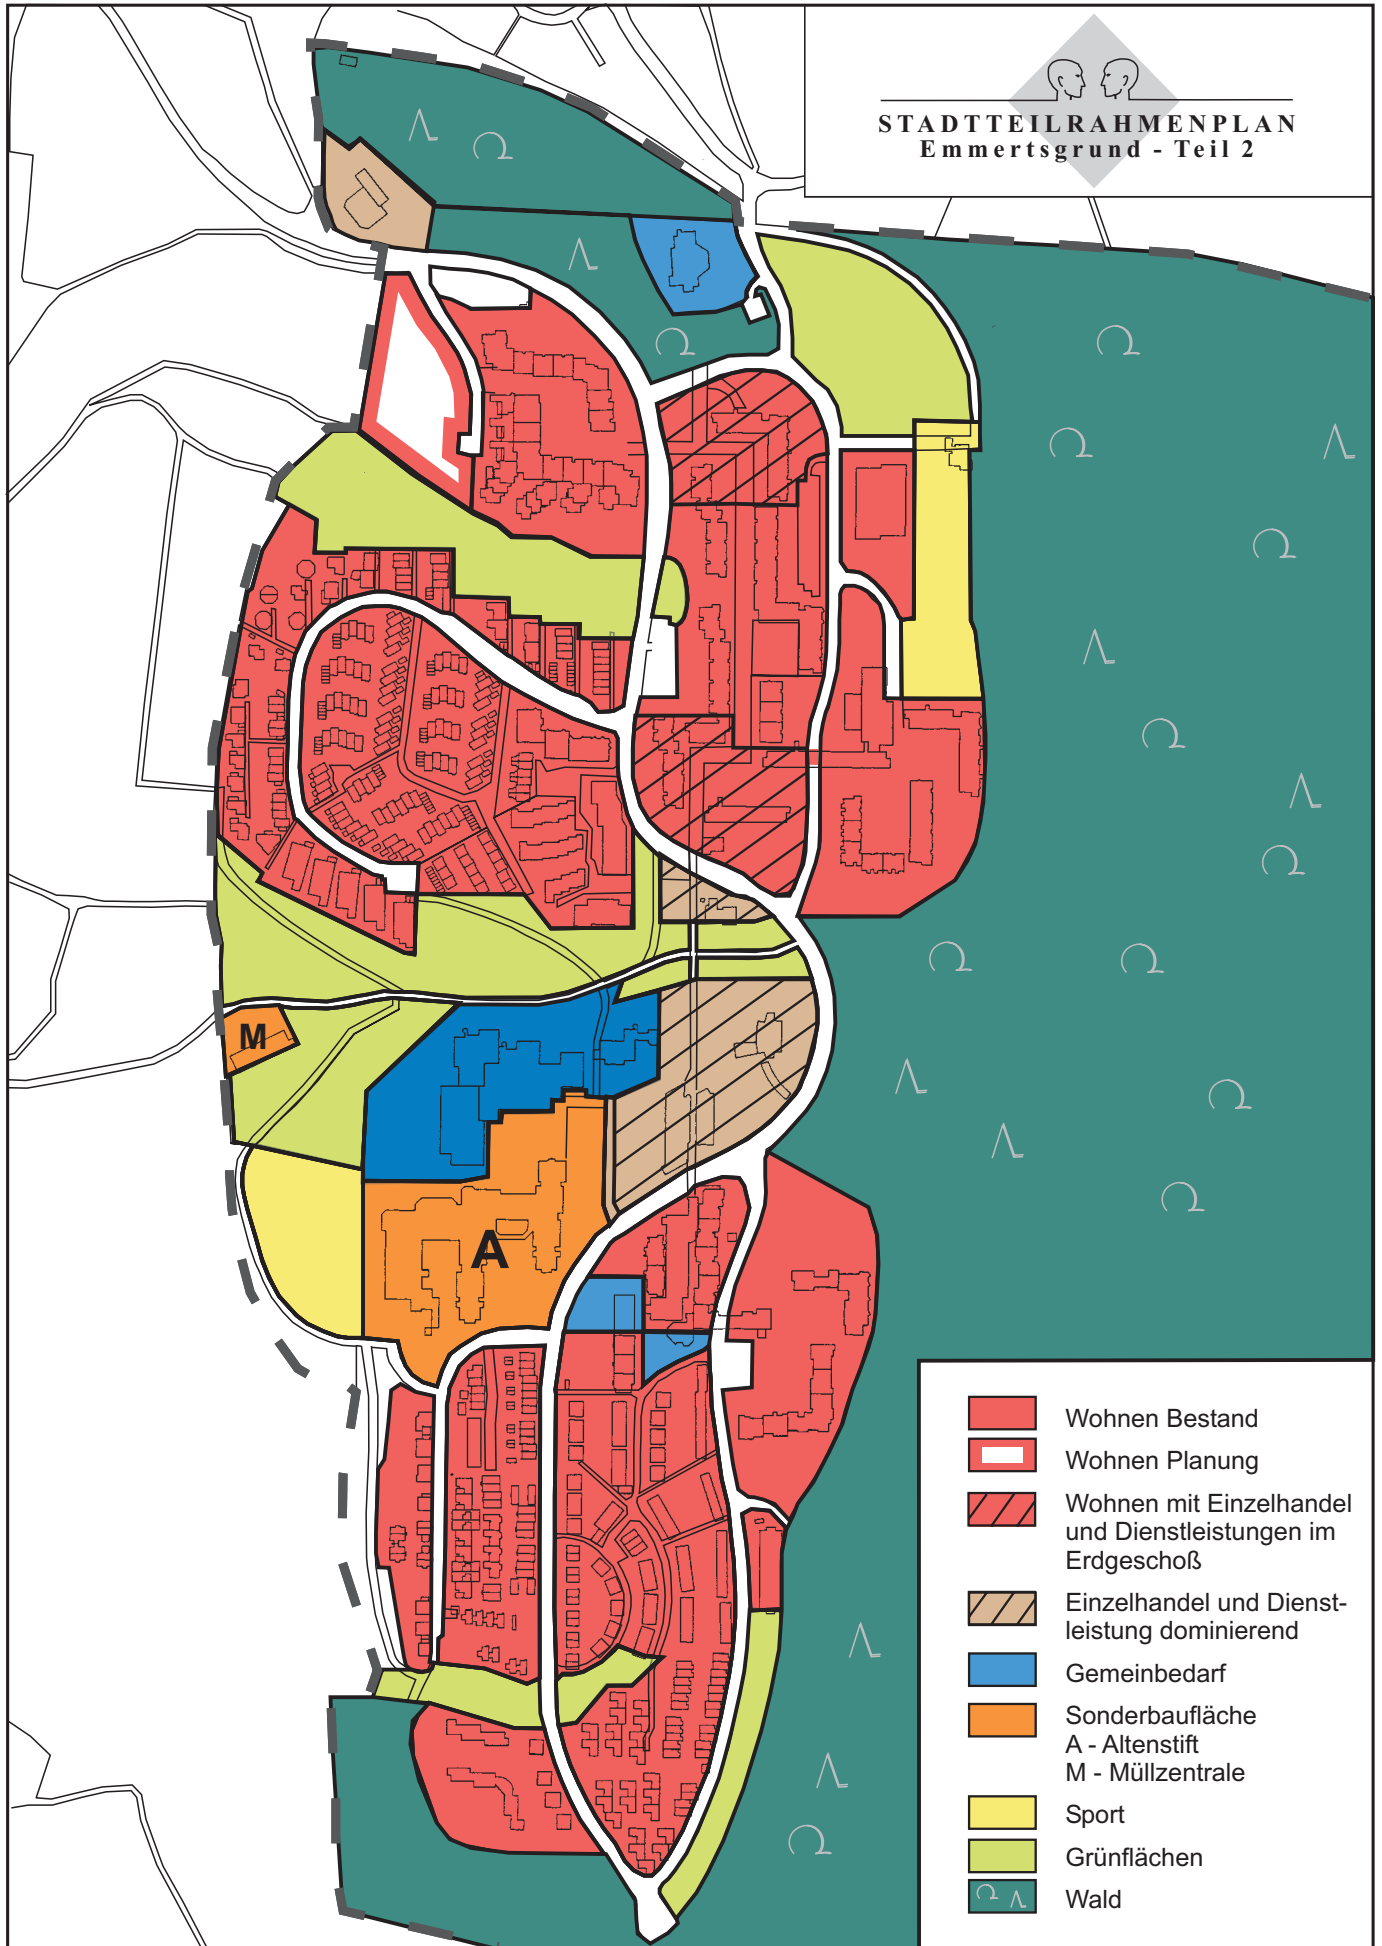 STADTTEILRAHMENPLAN
Emmertsgrund - Teil 2
M
A
Wohnen Bestand
Wohnen Planung
Wohnen mit Einzelhandel
und Dienstleistungen im
Erdgeschoß
Einzelhandel und Dienst-
leistung dominierend
Gemeinbedarf
Sonderbaufläche
A - Altenstift
M - Müllzentrale
Sport
Grünflächen
Wald